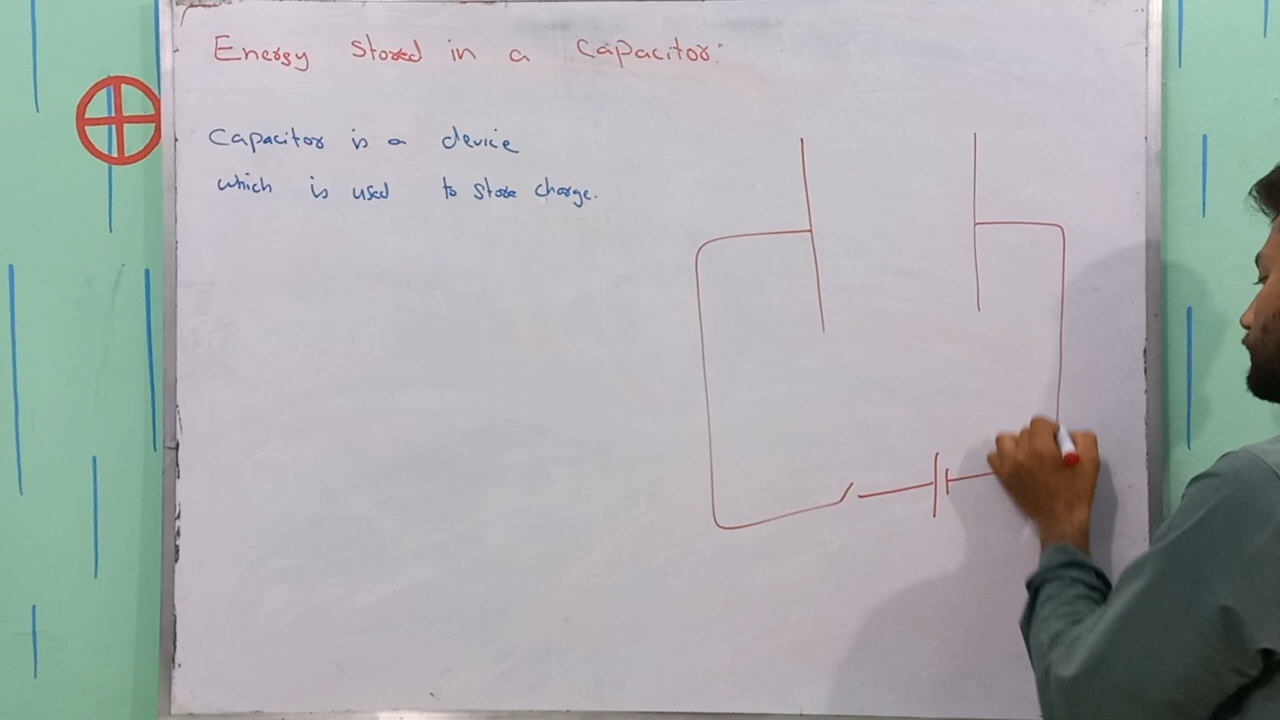 Energy Stored in a Capacitor:
Capacitor is a device
which is used to store charge.